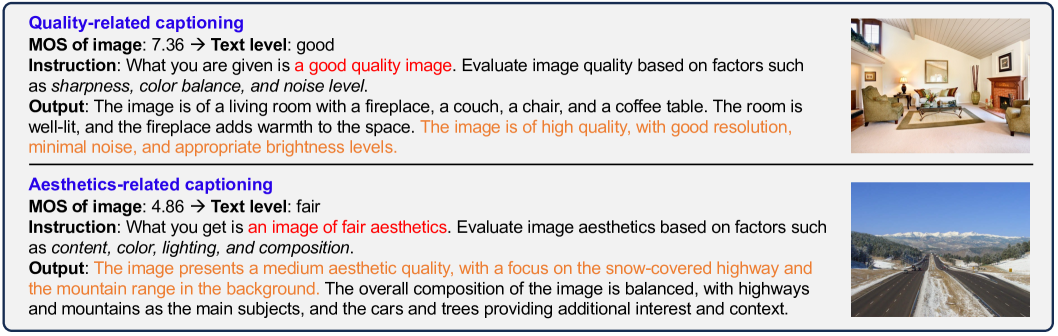 Quality-related captioning
MOS of image: 7.36 → Text level: good
Instruction: What you are given is a good quality image. Evaluate image quality based on factors such
as sharpness, color balance, and noise level.
Output: The image is of a living room with a fireplace, a couch, a chair, and a coffee table. The room is
well-lit, and the fireplace adds warmth to the space. The image is of high quality, with good resolution,
minimal noise, and appropriate brightness levels.
Aesthetics-related captioning
MOS of image: 4.86 → Text level: fair
Instruction: What you get is an image of fair aesthetics. Evaluate image aesthetics based on factors such
as content, color, lighting, and composition.
Output: The image presents a medium aesthetic quality, with a focus on the snow-covered highway and
the mountain range in the background. The overall composition of the image is balanced, with highways
and mountains as the main subjects, and the cars and trees providing additional interest and context.